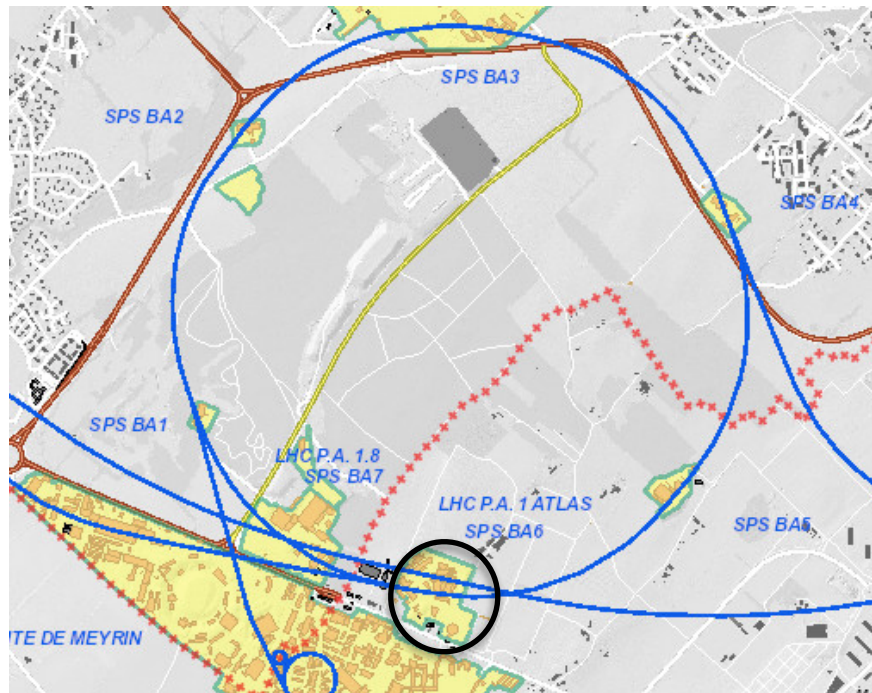 SPS BA3
SPS BA2
SPS BA4
SPS BA1
LHC P.A. 1.8
SPS BA7
LHC P.A. 1 ATLAS
SPS BA6
SPS BA5
ITE DE MEYRIN